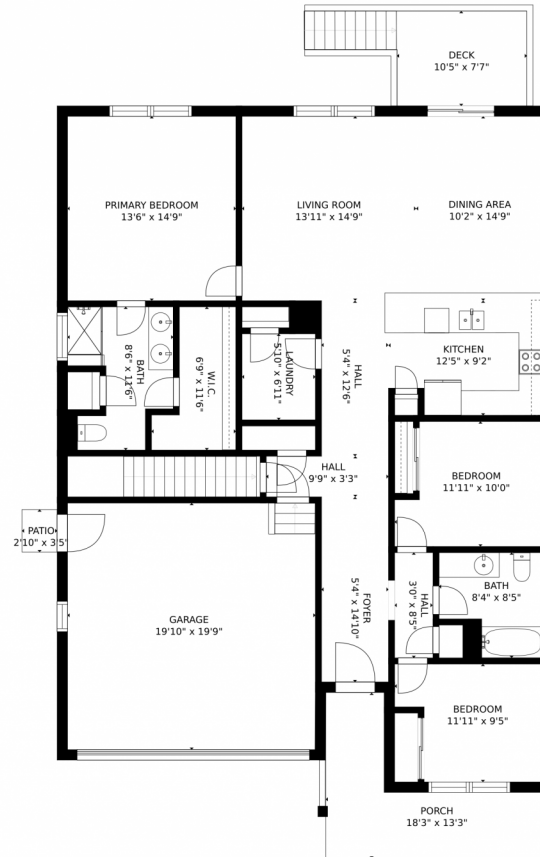 DECK
10'5" x 7'7"
PRIMARY BEDROOM
13'6" x 14'9"
LIVING ROOM
13'11" x 14'9"
DINING AREA
10'2" x 14'9"
KITCHEN
12'5" x 9'2"
BATH
8'6" x 11'6"
W.I.C.
6'9" x 11'6"
LAUNDRY
5'10" x 6'11"
HALL
5'4" x 12'6"
HALL
9'9" x 3'3"
BEDROOM
11'11" x 10'0"
PATIO
2'10" x 3'5"
GARAGE
19'10" x 19'9"
FOYER
5'4" x 14'10"
HALL
3'0" x 8'5"
BATH
8'4" x 8'5"
BEDROOM
11'11" x 9'5"
PORCH
18'3" x 13'3"